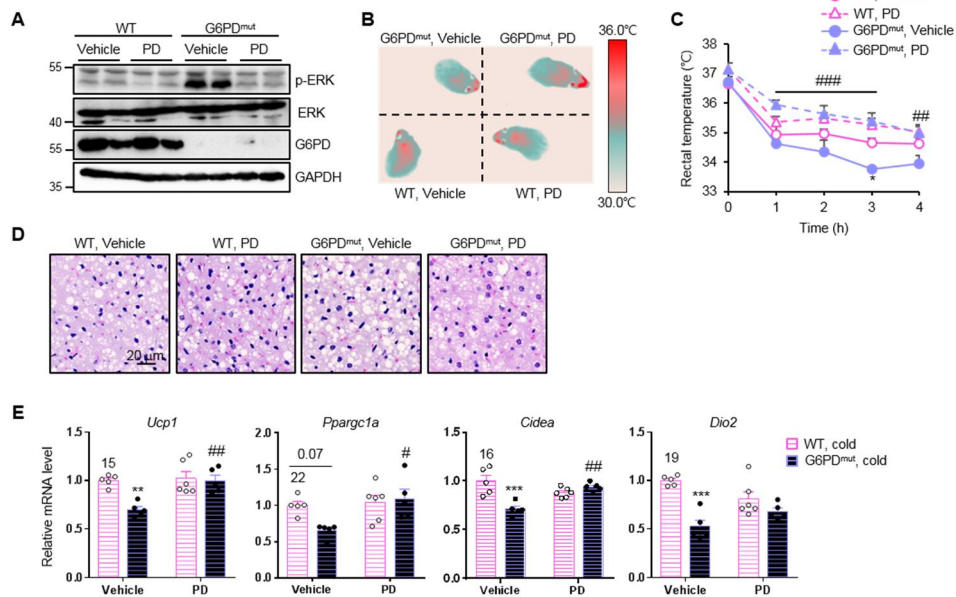 A
WT G6PDmut
Vehicle PD Vehicle PD
55
p-ERK
ERK
40
55
G6PD
35
GAPDH
B
G6PDmut, Vehicle G6PDmut, PD
WT, Vehicle WT, PD
36.0℃
30.0℃
C
WT, PD
G6PDmut, Vehicle
G6PDmut, PD
Rectal temperature (℃)
38
37
36
35
34
33
###
##
*
0 1 2 3 4
Time (h)
D
WT, Vehicle WT, PD G6PDmut, Vehicle G6PDmut, PD
20 μm
E
Relative mRNA level
Ucp1
1.5
1.0
0.5
0.0
15
**
##
Vehicle PD
Ppargc1a
2.0
1.5
1.0
0.5
0.0
0.07
22
#
Vehicle PD
Cidea
1.5
1.0
0.5
0.0
16
***
##
Vehicle PD
Dio2
1.5
1.0
0.5
0.0
19
***
Vehicle PD
WT, cold
G6PDmut, cold